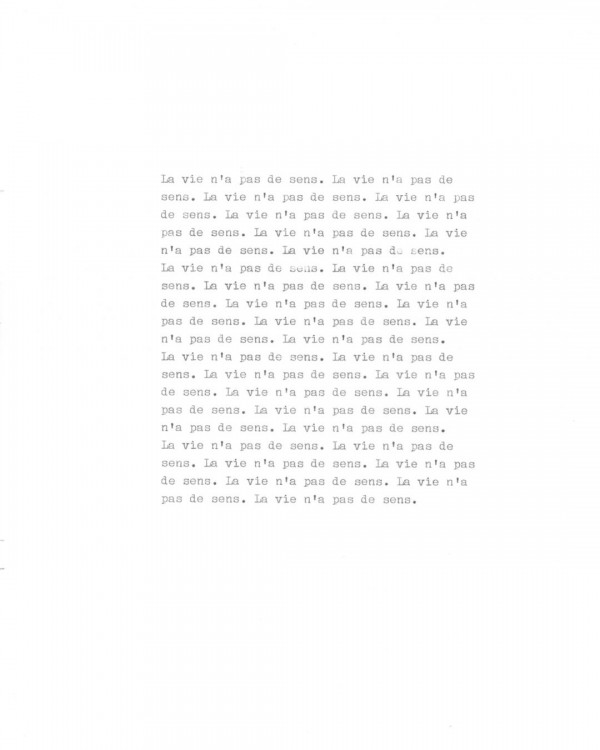 La vie n'a pas de sens. La vie n'a pas de
sens. La vie n'a pas de sens. La vie n'a pas
de sens. La vie n'a pas de sens. La vie n'a
pas de sens. La vie n'a pas de sens. La vie
n'a pas de sens. La vie n'a pas de sens.
La vie n'a pas de sens. La vie n'a pas de
sens. La vie n'a pas de sens. La vie n'a pas
de sens. La vie n'a pas de sens. La vie n'a
pas de sens. La vie n'a pas de sens. La vie
n'a pas de sens. La vie n'a pas de sens.
La vie n'a pas de sens. La vie n'a pas de
sens. La vie n'a pas de sens. La vie n'a pas
de sens. La vie n'a pas de sens. La vie n'a
pas de sens. La vie n'a pas de sens. La vie
n'a pas de sens. La vie n'a pas de sens.
La vie n'a pas de sens. La vie n'a pas de
sens. La vie n'a pas de sens. La vie n'a pas
de sens. La vie n'a pas de sens. La vie n'a
pas de sens. La vie n'a pas de sens.